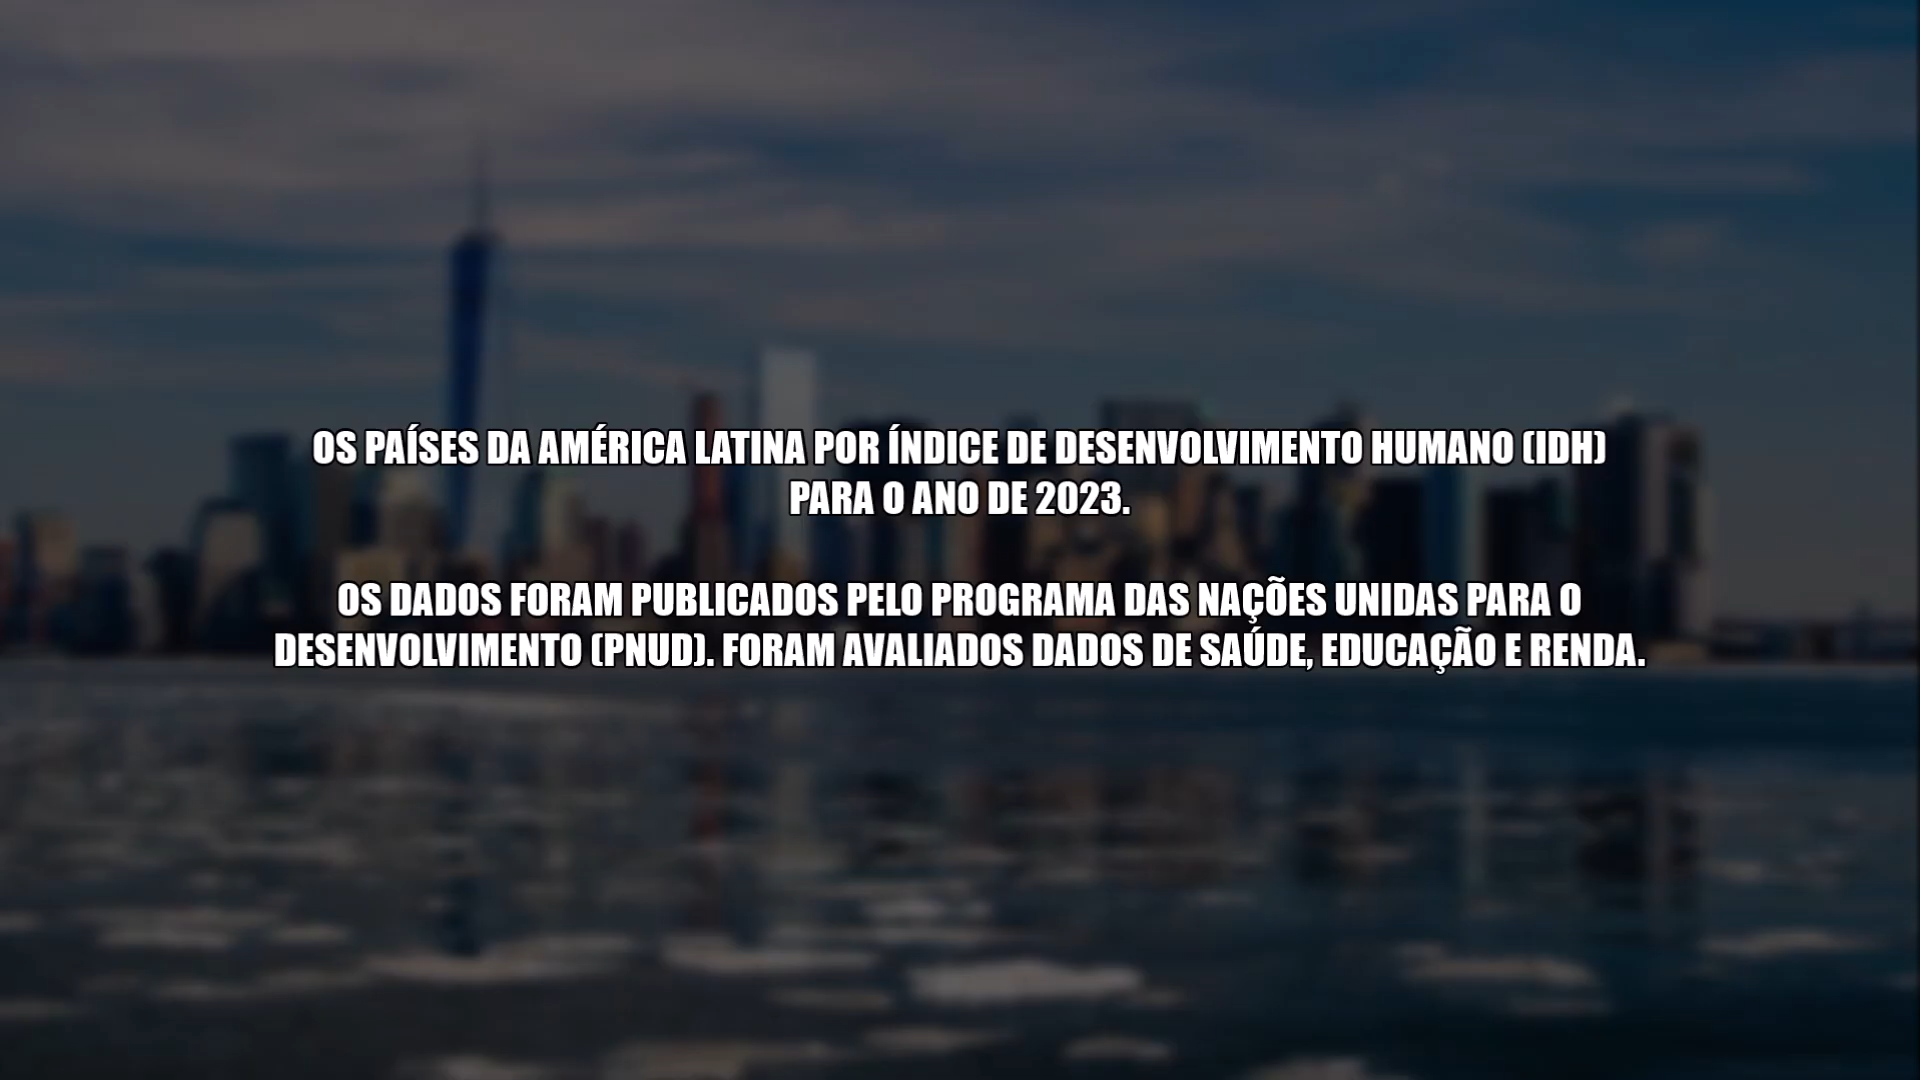 OS PAÍSES DA AMÉRICA LATINA POR ÍNDICE DE DESENVOLVIMENTO HUMANO (IDH)
PARA O ANO DE 2023.
OS DADOS FORAM PUBLICADOS PELO PROGRAMA DAS NAÇÕES UNIDAS PARA O
DESENVOLVIMENTO (PNUD). FORAM AVALIADOS DADOS DE SAÚDE, EDUCAÇÃO E RENDA.